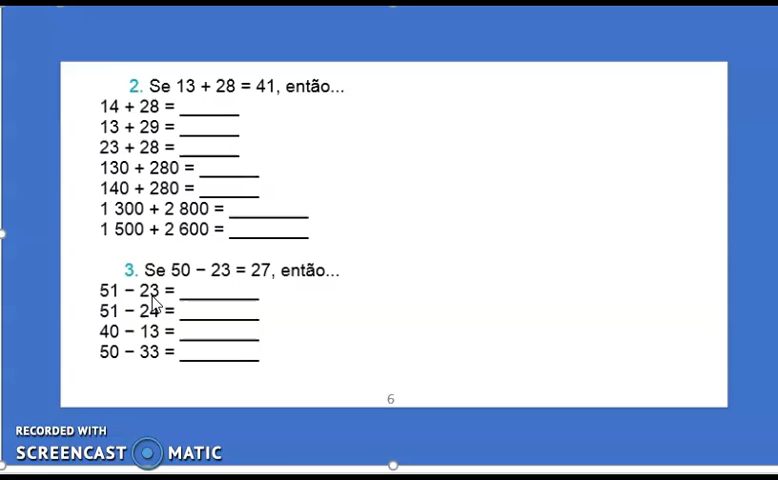 2. Se 13 + 28 = 41, então...
14 + 28 = ______
13 + 29 = ______
23 + 28 = ______
130 + 280 = ______
140 + 280 = ______
1 300 + 2 800 = ________
1 500 + 2 600 = ________
3. Se 50 − 23 = 27, então...
51 − 23 = ________
51 − 24 = ________
40 − 13 = ________
50 − 33 = ________
6
RECORDED WITH
SCREENCAST MATIC